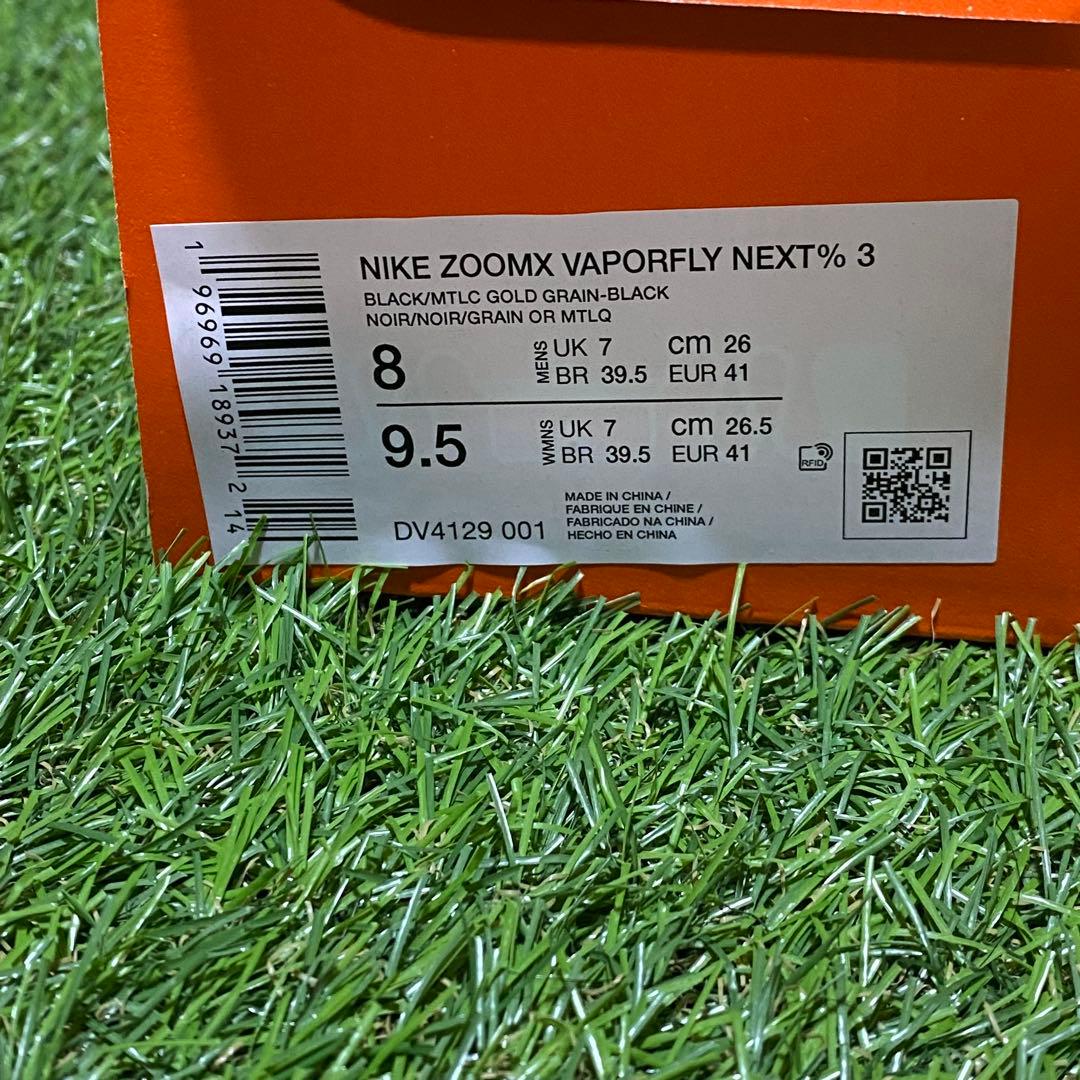 NIKE ZOOMX VAPORFLY NEXT% 3
BLACK/MTLC GOLD GRAIN-BLACK
NOIR/NOIR/GRAIN OR MTLQ
8 MENS UK 7 cm 26
BR 39.5 EUR 41
9.5 WMNS UK 7 cm 26.5
BR 39.5 EUR 41
RFID
MADE IN CHINA /
FABRIQUE EN CHINE /
FABRICADO NA CHINA /
HECHO EN CHINA
DV4129 001
1 96969 18937 2 14